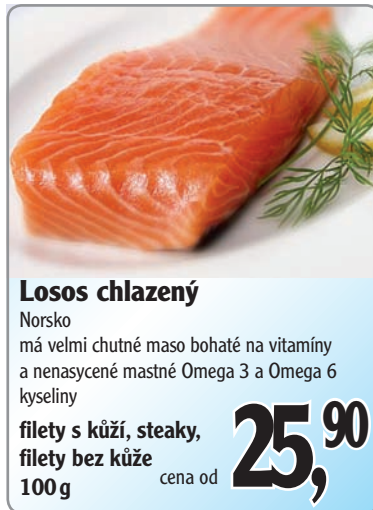 Losos chlazený
Norsko
má velmi chutné maso bohaté na vitamíny
a nenasycené mastné Omega 3 a Omega 6
kyseliny
filety s kůží, steaky,
filety bez kůže
100 g
cena od 25,90